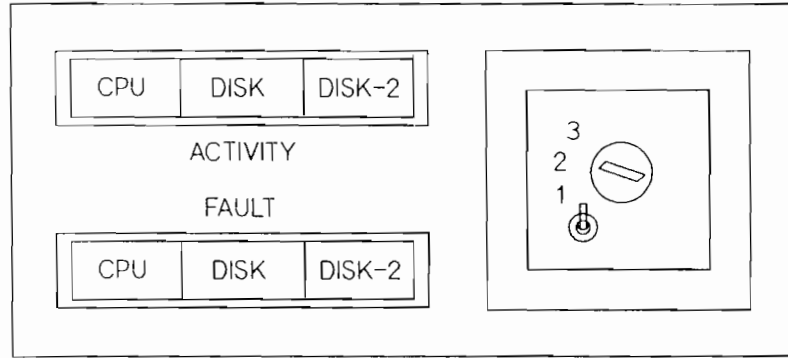 CPU DISK DISK-2
ACTIVITY
FAULT
CPU DISK DISK-2
3
2
1